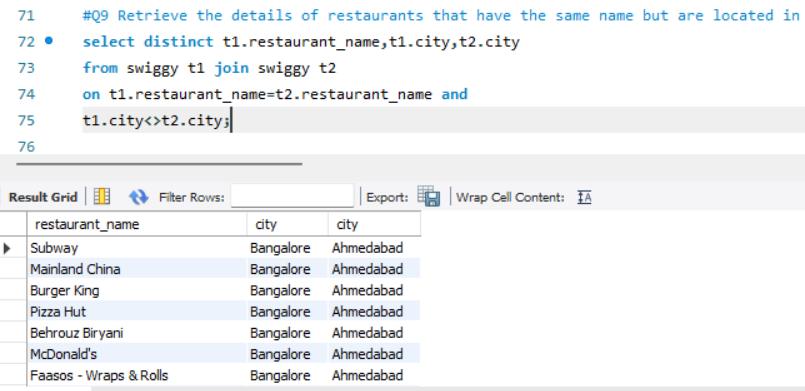 71 #Q9 Retrieve the details of restaurants that have the same name but are located in
72 select distinct t1.restaurant_name,t1.city,t2.city
73 from swiggy t1 join swiggy t2
74 on t1.restaurant_name=t2.restaurant_name and
75 t1.city<>t2.city;
76
Result Grid Filter Rows: Export: Wrap Cell Content: IA
restaurant_name city city
Subway Bangalore Ahmedabad
Mainland China Bangalore Ahmedabad
Burger King Bangalore Ahmedabad
Pizza Hut Bangalore Ahmedabad
Behrouz Biryani Bangalore Ahmedabad
McDonald's Bangalore Ahmedabad
Faasos - Wraps & Rolls Bangalore Ahmedabad